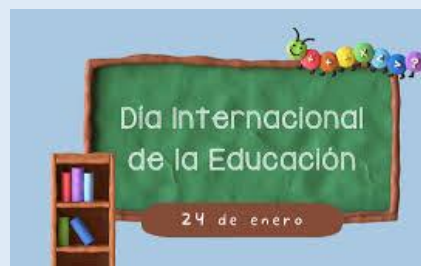 Día Internacional
de la Educación
24 de enero